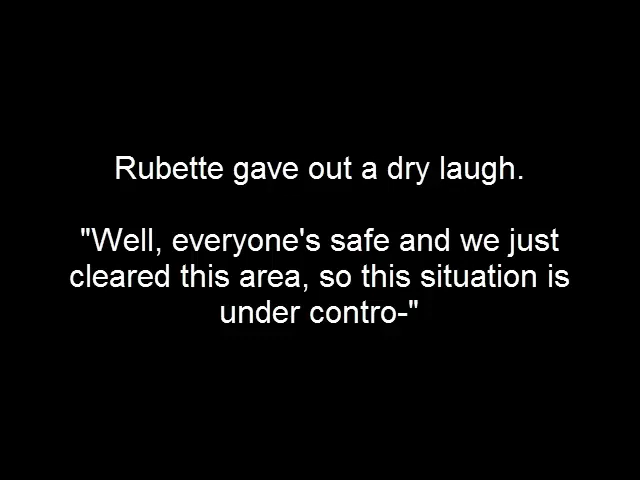 Rubette gave out a dry laugh.
"Well, everyone's safe and we just
cleared this area, so this situation is
under contro-"